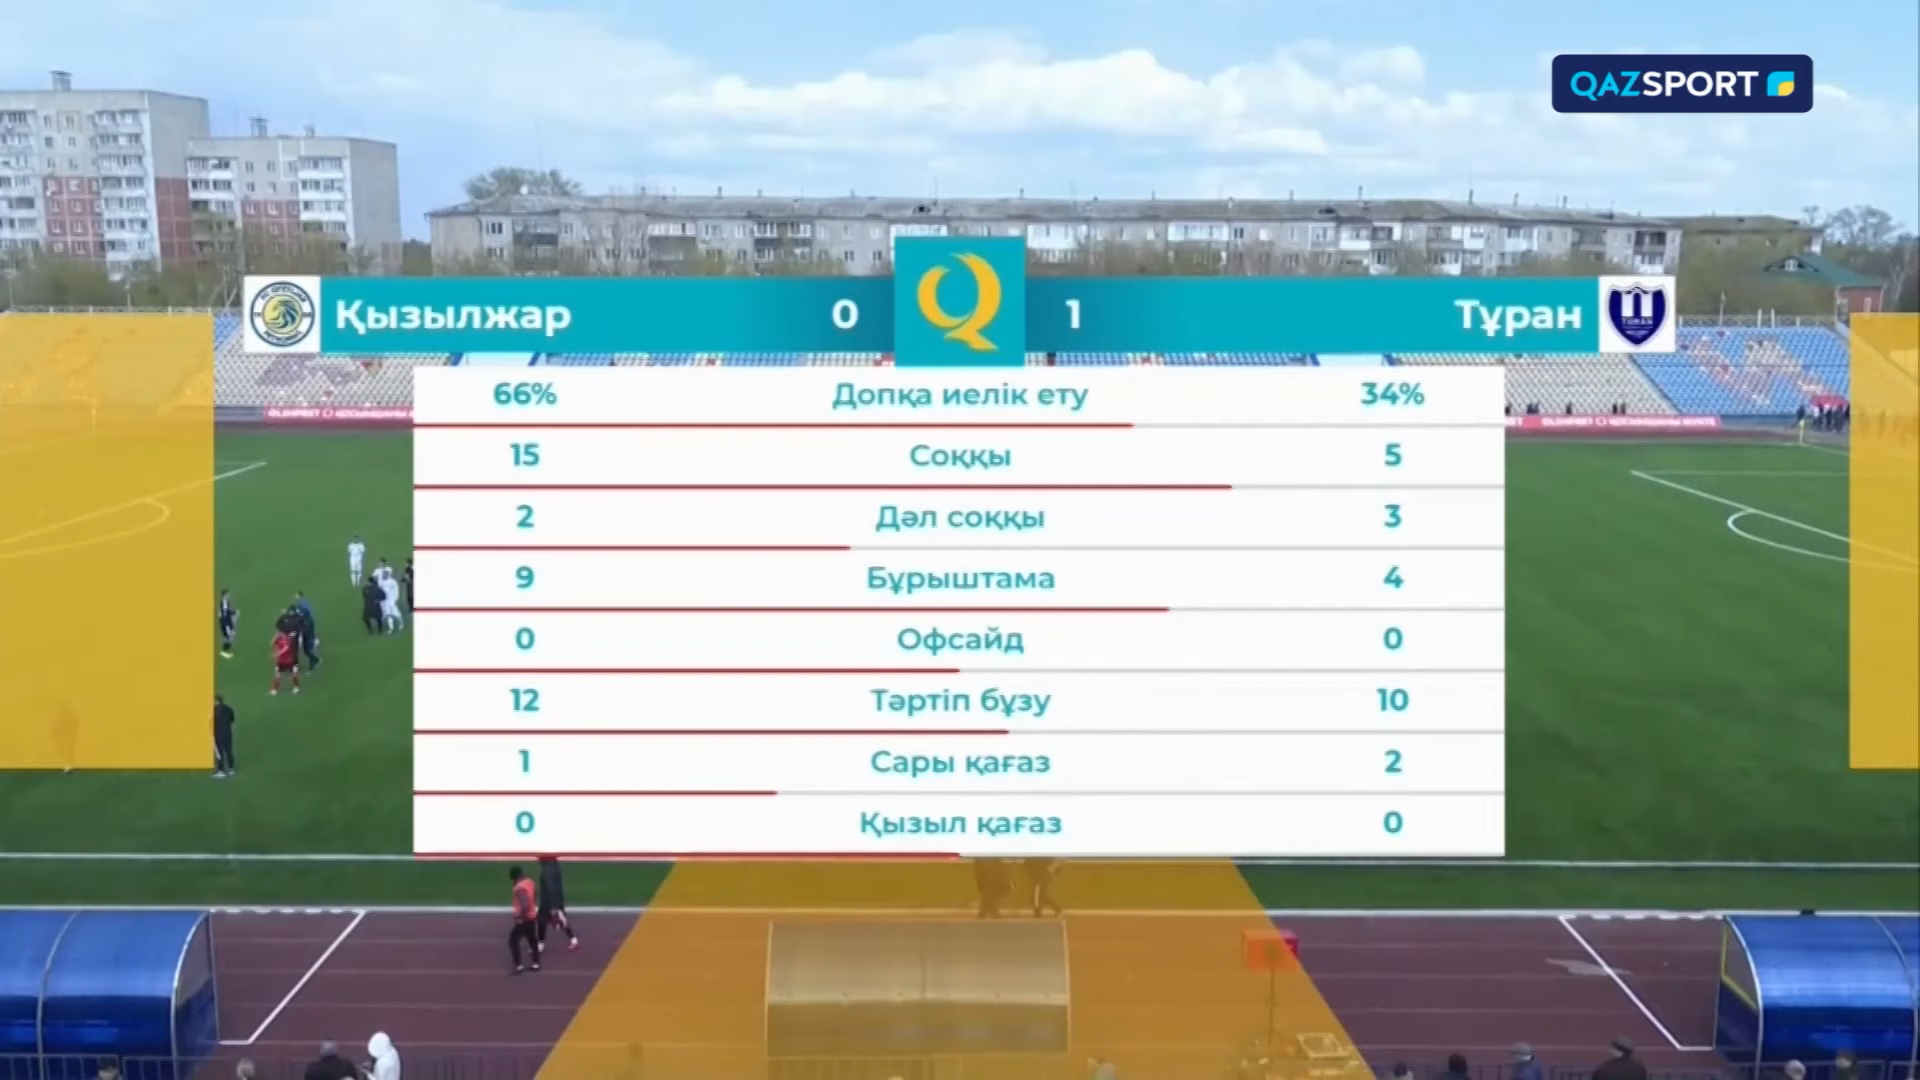 QAZSPORT
Қызылжар 0 1 Тұран
66% Допқа иелік ету 34%
15 Соққы 5
2 Дәл соққы 3
9 Бұрыштама 4
0 Офсайд 0
12 Тәртіп бұзу 10
1 Сары қағаз 2
0 Қызыл қағаз 0